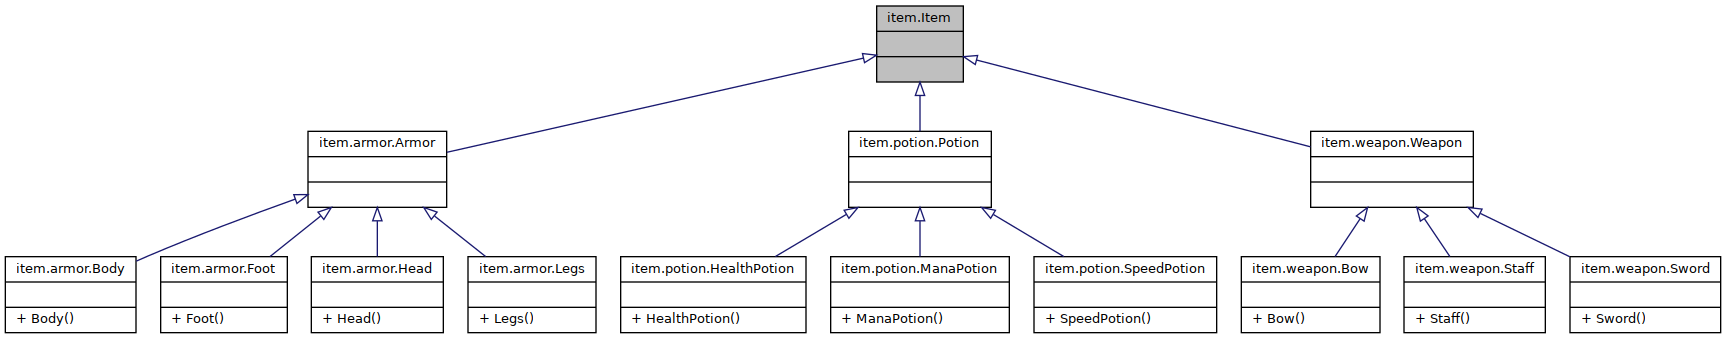 item.Item
item.armor.Armor
item.potion.Potion
item.weapon.Weapon
item.armor.Body
+ Body()
item.armor.Foot
+ Foot()
item.armor.Head
+ Head()
item.armor.Legs
+ Legs()
item.potion.HealthPotion
+ HealthPotion()
item.potion.ManaPotion
+ ManaPotion()
item.potion.SpeedPotion
+ SpeedPotion()
item.weapon.Bow
+ Bow()
item.weapon.Staff
+ Staff()
item.weapon.Sword
+ Sword()